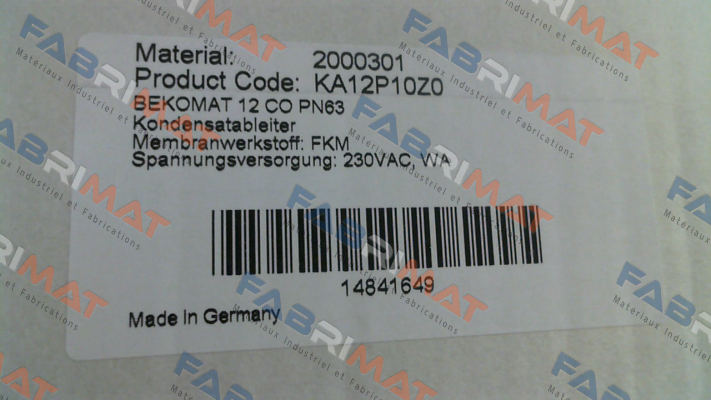 Material: 2000301
Product Code: KA12P10Z0
BEKOMAT 12 CO PN63
Kondensatableiter
Membranwerkstoff: FKM
Spannungsversorgung: 230VAC, WA
14841649
Made In Germany
FABRIMAT
Matériaux Industriel et Fabrications